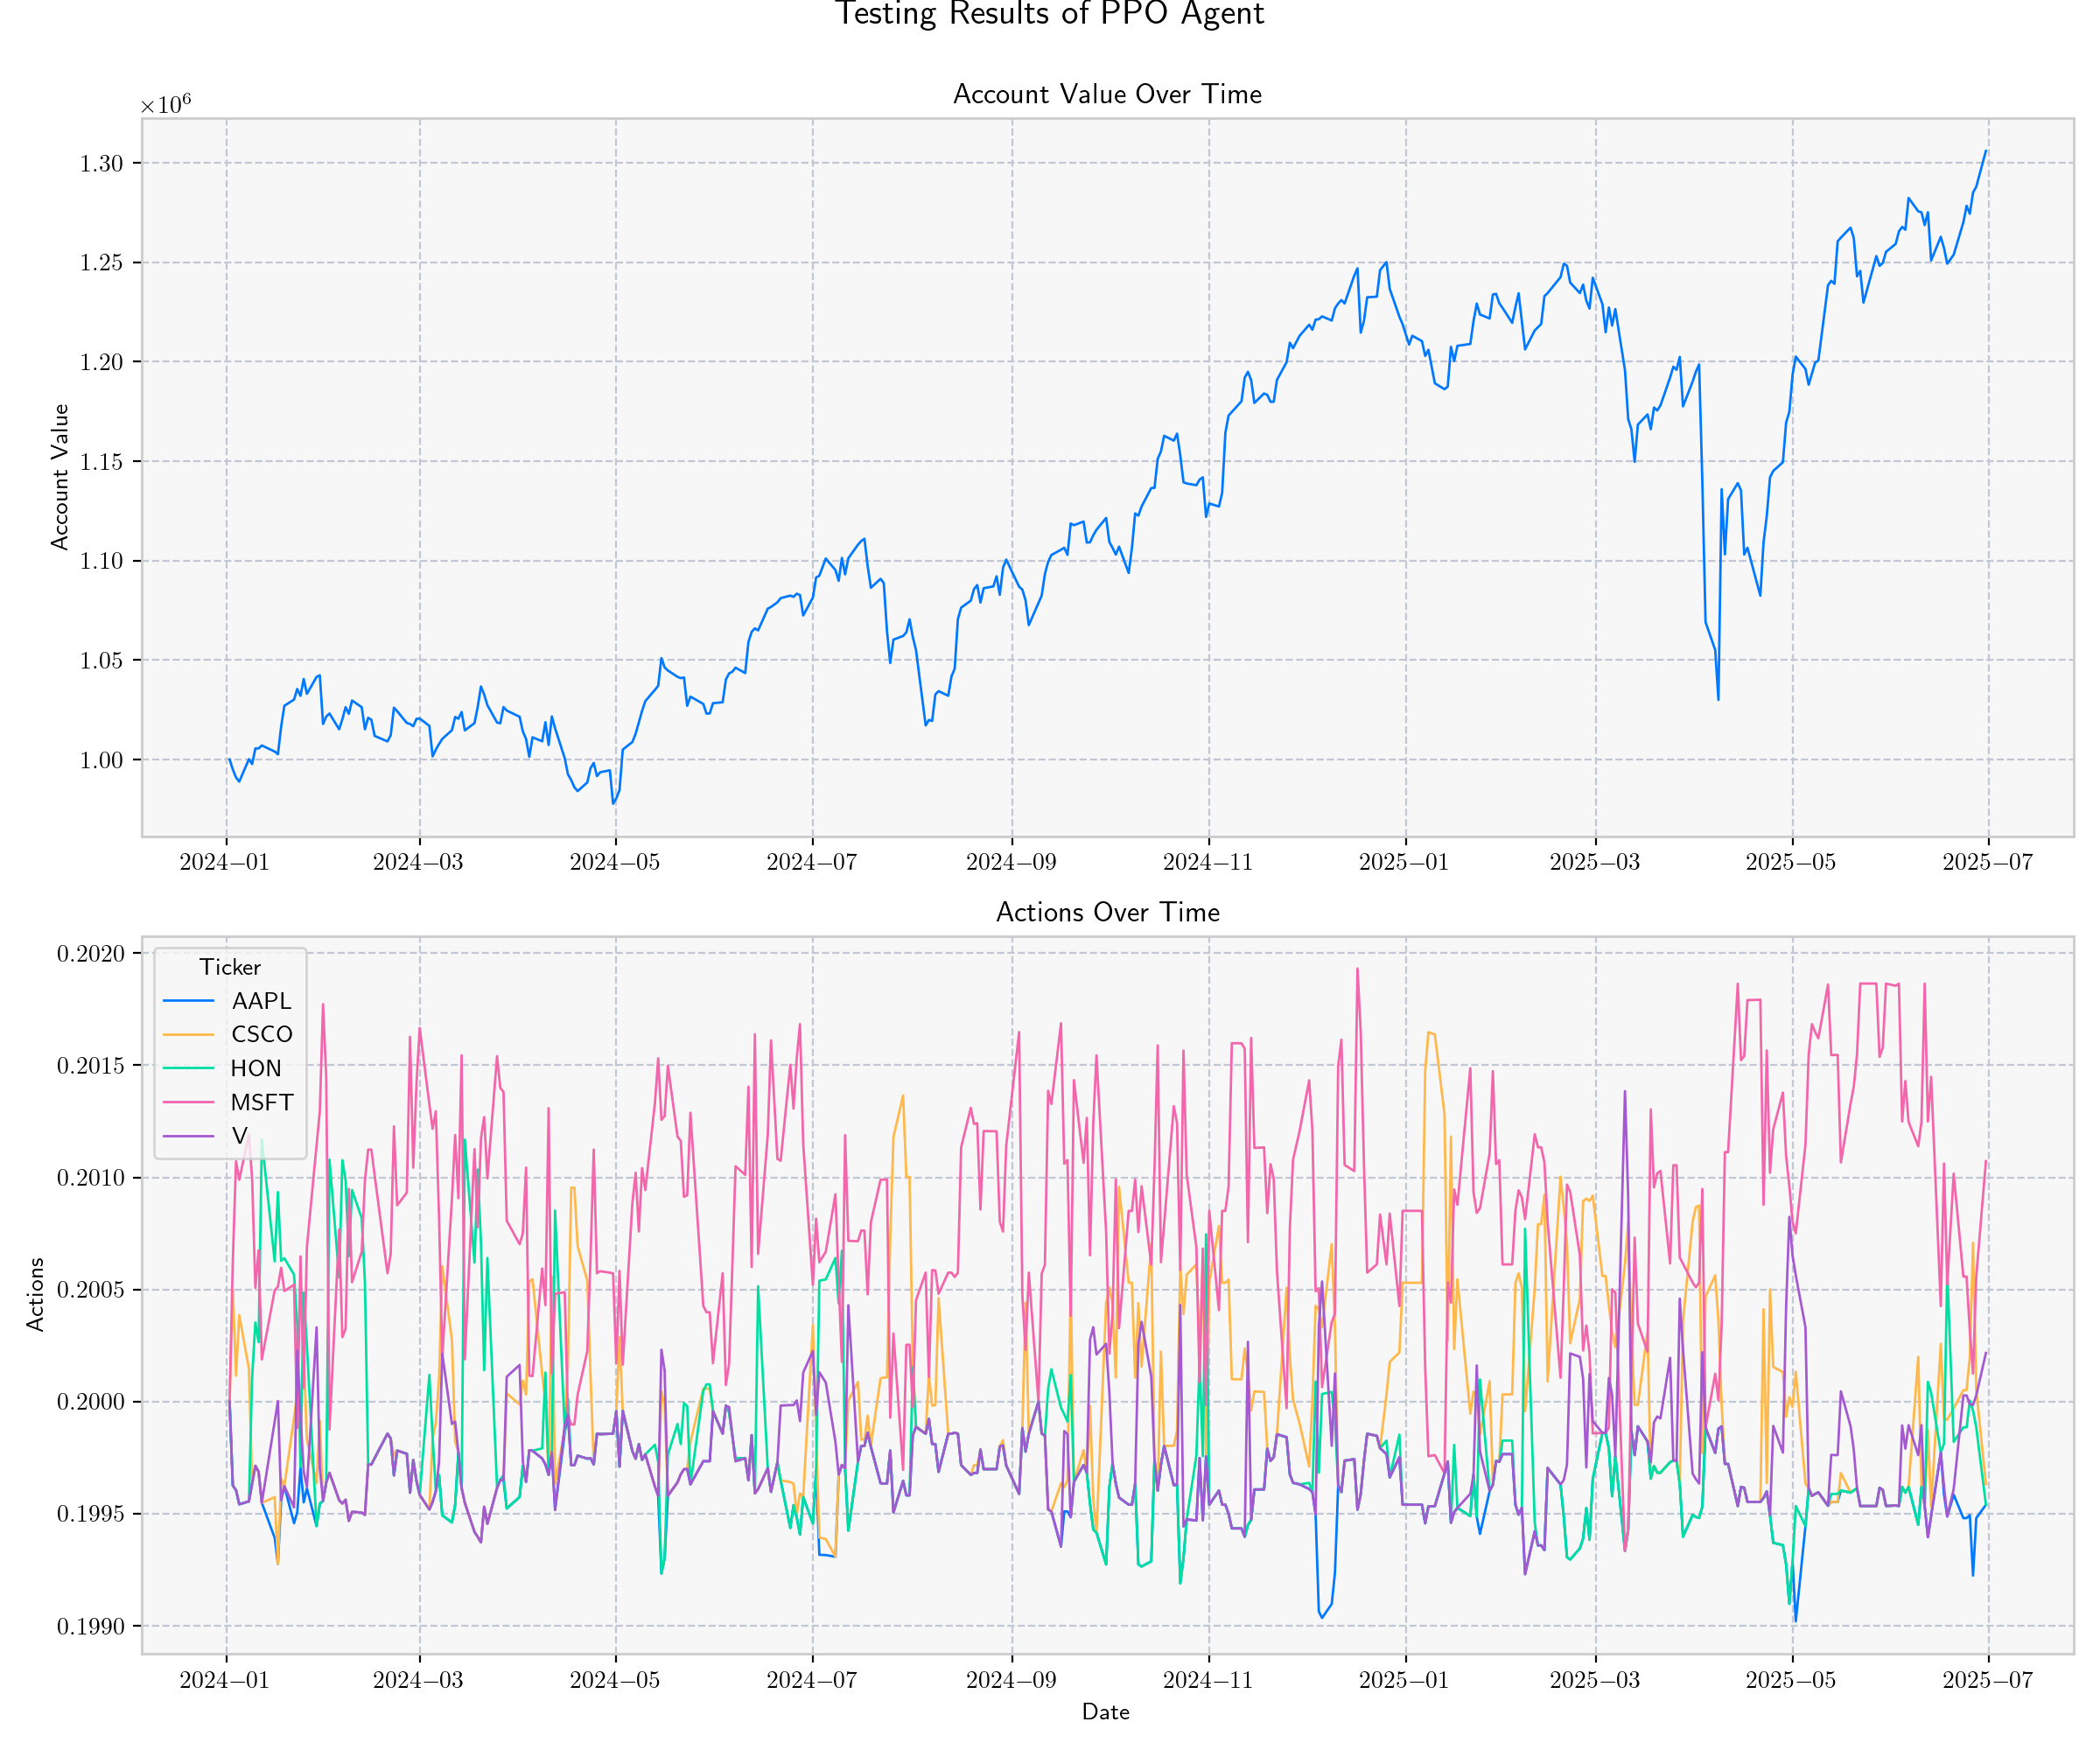 Testing Results of PPO Agent
Account Value Over Time
×10⁶
1.30
1.25
1.20
1.15
1.10
1.05
1.00
Account Value
2024–01 2024–03 2024–05 2024–07 2024–09 2024–11 2025–01 2025–03 2025–05 2025–07
Actions Over Time
0.2020
0.2015
0.2010
0.2005
0.2000
0.1995
0.1990
Actions
Ticker
AAPL
CSCO
HON
MSFT
V
2024–01 2024–03 2024–05 2024–07 2024–09 2024–11 2025–01 2025–03 2025–05 2025–07
Date